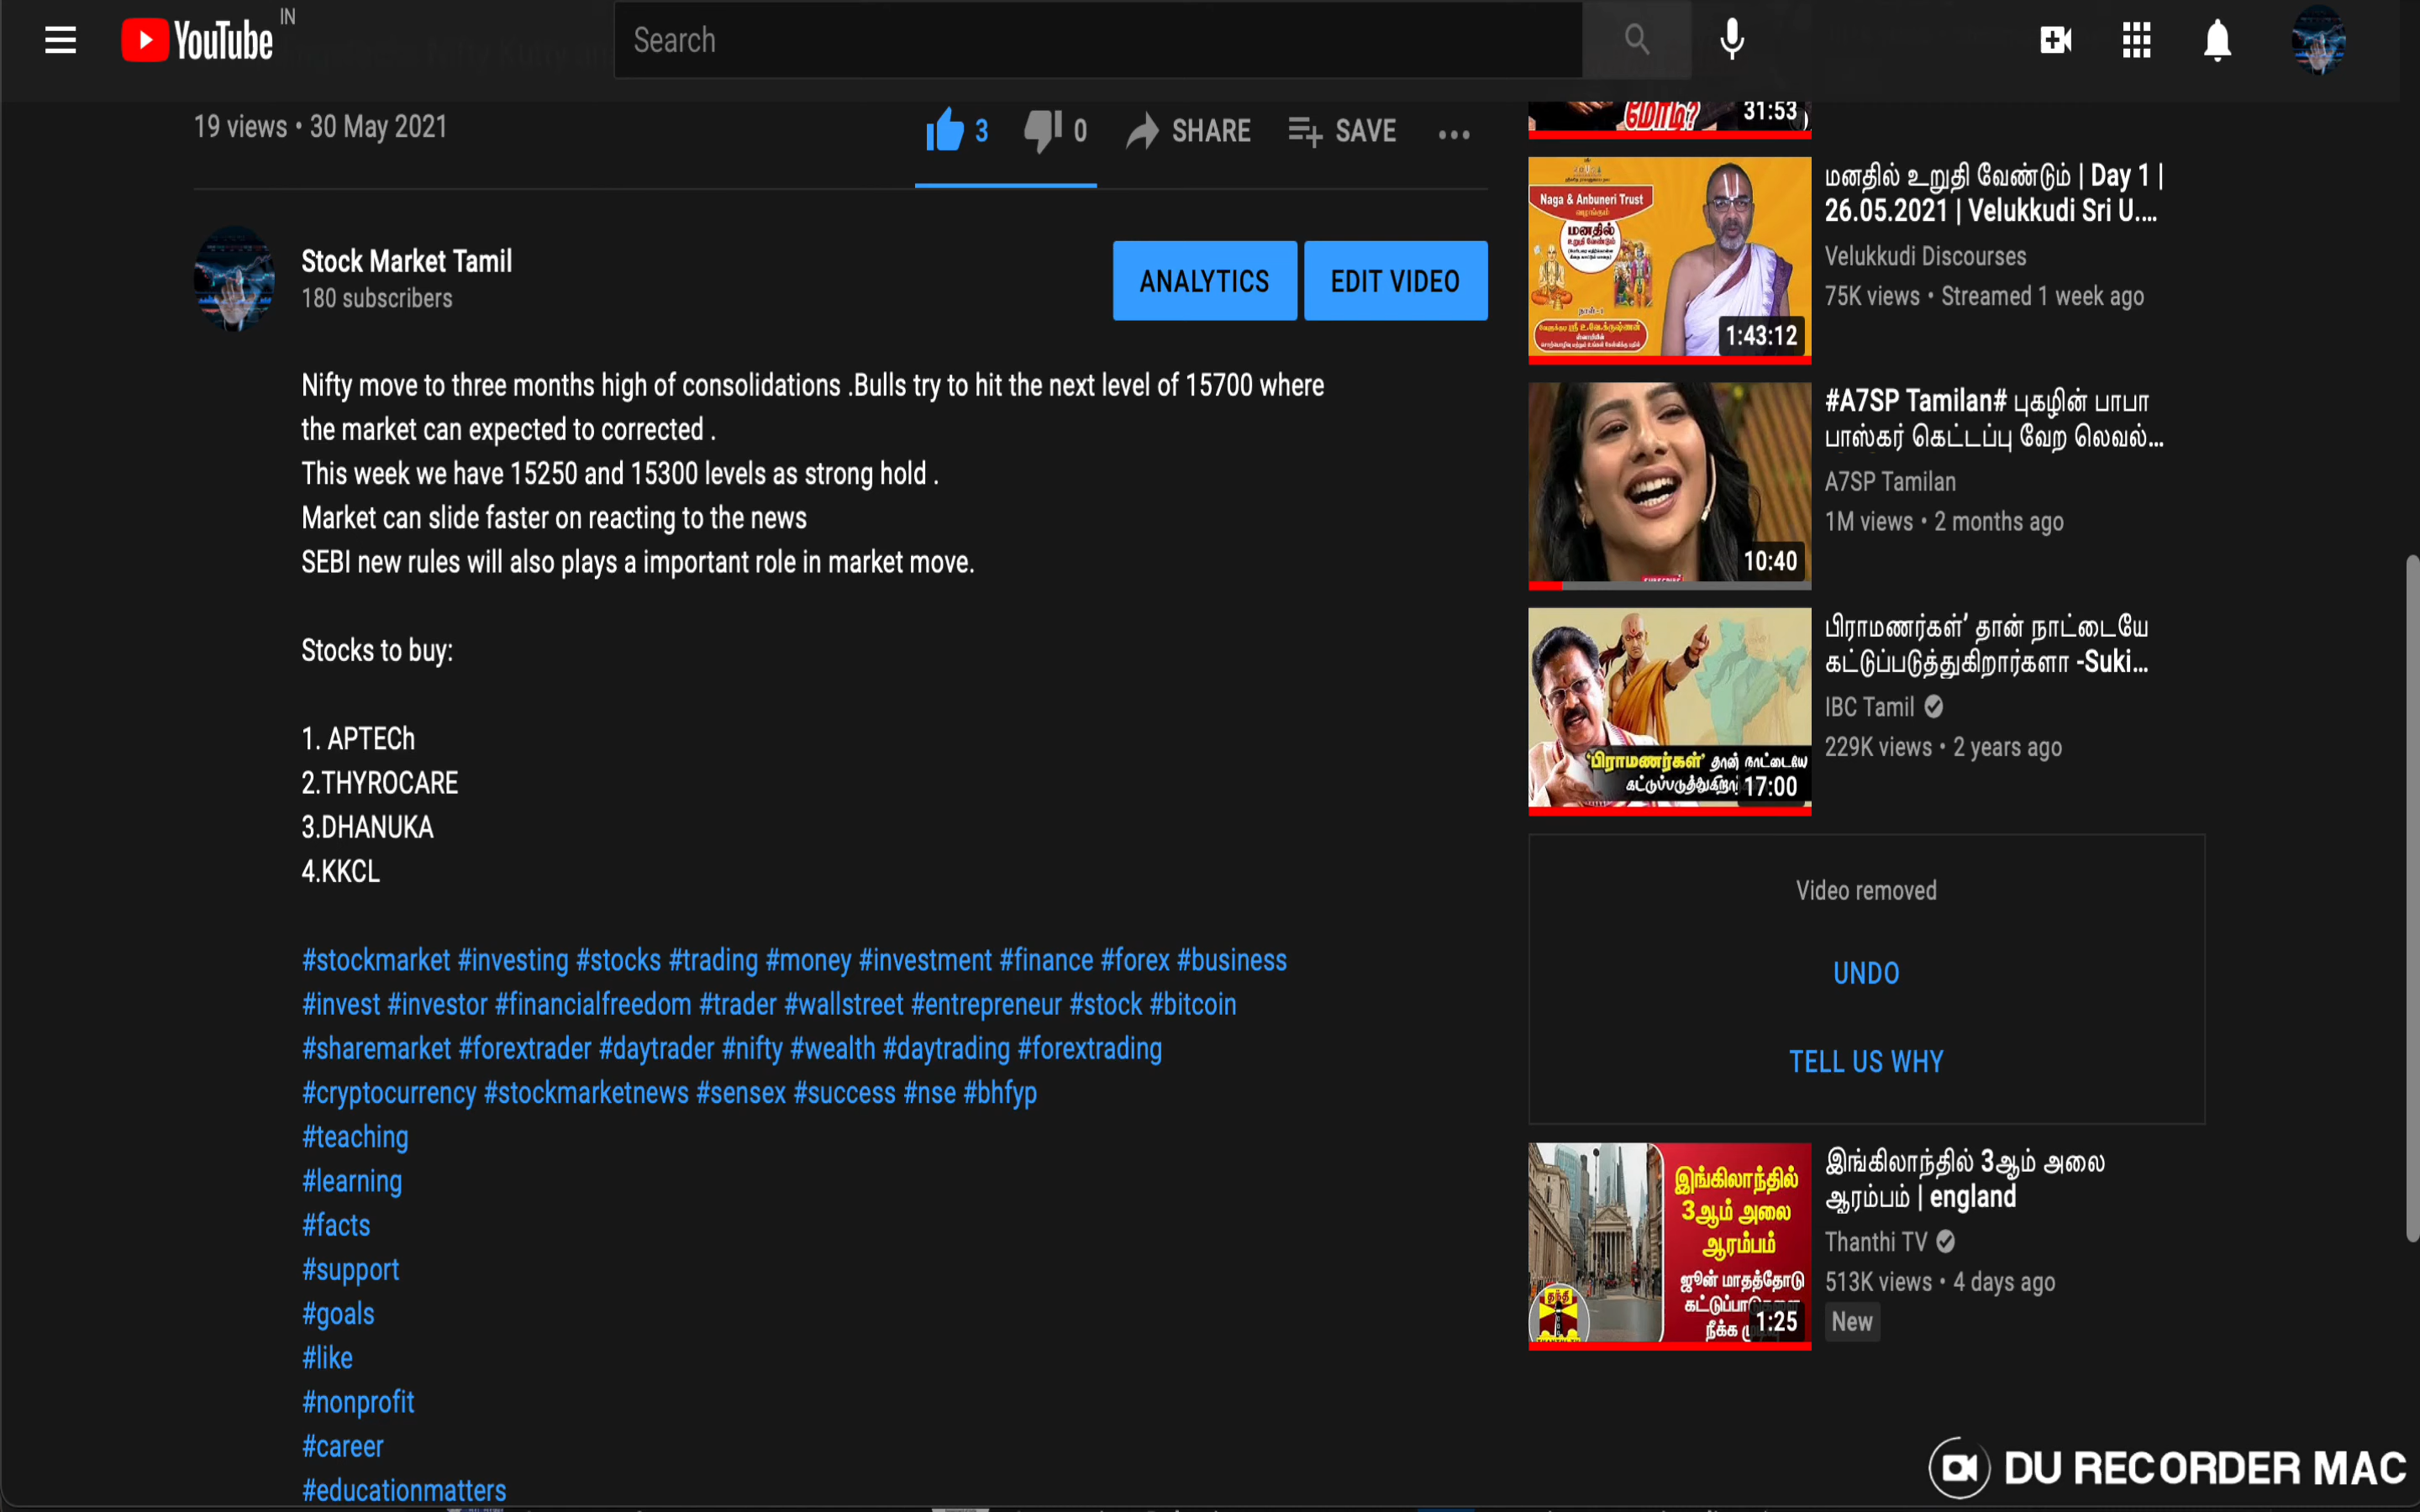 YouTube IN
Search
19 views • 30 May 2021
3 0 SHARE SAVE
Stock Market Tamil
180 subscribers
ANALYTICS EDIT VIDEO
Nifty move to three months high of consolidations .Bulls try to hit the next level of 15700 where
the market can expected to corrected .
This week we have 15250 and 15300 levels as strong hold .
Market can slide faster on reacting to the news
SEBI new rules will also plays a important role in market move.
Stocks to buy:
1. APTECh
2.THYROCARE
3.DHANUKA
4.KKCL
#stockmarket #investing #stocks #trading #money #investment #finance #forex #business
#invest #investor #financialfreedom #trader #wallstreet #entrepreneur #stock #bitcoin
#sharemarket #forextrader #daytrader #nifty #wealth #daytrading #forextrading
#cryptocurrency #stockmarketnews #sensex #success #nse #bhfyp
#teaching
#learning
#facts
#support
#goals
#like
#nonprofit
#career
#educationmatters
மோடி?
31:53
Naga & Anbuneri Trust
வழங்கும்
மனதில்
உறுதி வேண்டும்
1:43:12
மனதில் உறுதி வேண்டும் | Day 1 |
26.05.2021 | Velukkudi Sri U....
Velukkudi Discourses
75K views • Streamed 1 week ago
10:40
#A7SP Tamilan# புகழின் பாபா
பாஸ்கர் கெட்டப்பு வேற லெவல்...
A7SP Tamilan
1M views • 2 months ago
'பிராமணர்கள்' தான் நாட்டையே
17:00
பிராமணர்கள்’ தான் நாட்டையே
கட்டுப்படுத்துகிறார்களா -Suki...
IBC Tamil
229K views • 2 years ago
Video removed
UNDO
TELL US WHY
இங்கிலாந்தில்
3ஆம் அலை
ஆரம்பம்
ஜூன் மாதத்தோடு
நீக்க
தந்தி
1:25
இங்கிலாந்தில் 3ஆம் அலை
ஆரம்பம் | england
Thanthi TV
513K views • 4 days ago
New
DU RECORDER MAC